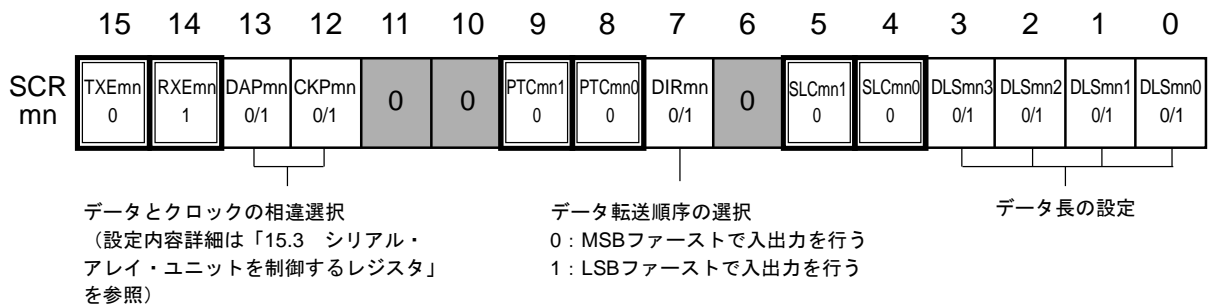 15 14 13 12 11 10 9 8 7 6 5 4 3 2 1 0
SCR
mn
TXEmn RXEmn DAPmn CKPmn 0 0 PTCmn1 PTCmn0 DIRmn 0 SLCmn1 SLCmn0 DLSmn3 DLSmn2 DLSmn1 DLSmn0
0 1 0/1 0/1 0 0 0/1 0 0 0/1 0/1 0/1 0/1
データとクロックの相違選択
（設定内容詳細は「15.3　シリアル・
アレイ・ユニットを制御するレジスタ」
を参照）
データ転送順序の選択
0：MSBファーストで入出力を行う
1：LSBファーストで入出力を行う
データ長の設定